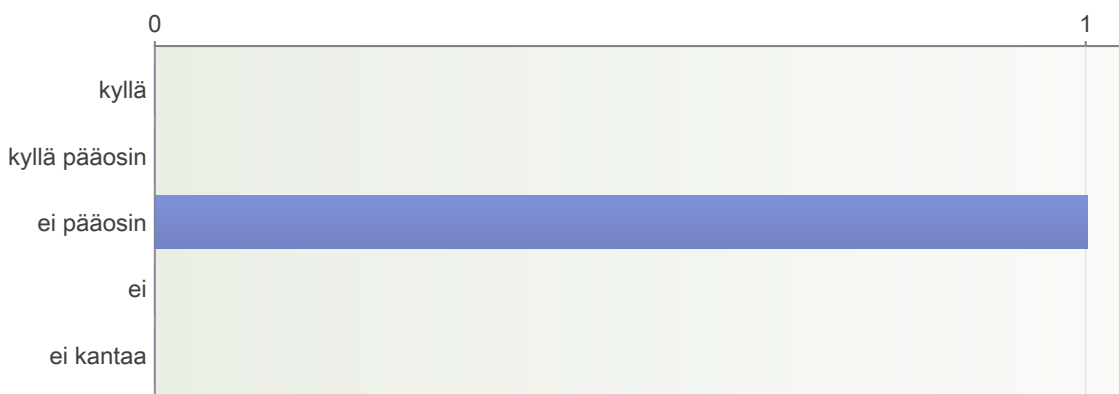 0 1
kyllä
kyllä pääosin
ei pääosin
ei
ei kantaa